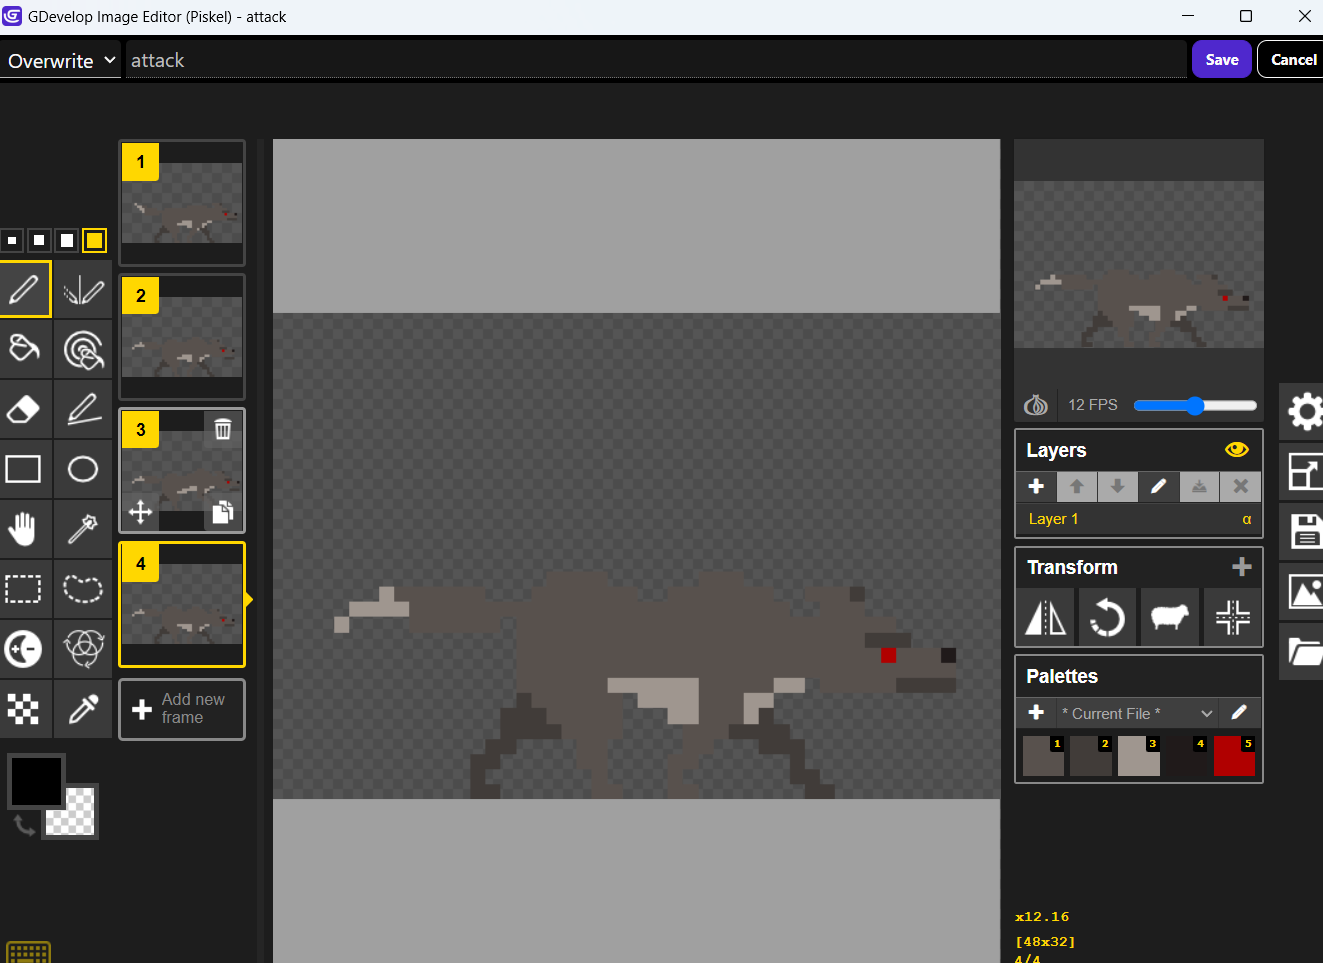 GDevelop Image Editor (Piskel) - attack
Overwrite
attack
Save
Cancel
1
2
3
4
Add new
frame
12 FPS
Layers
Layer 1
α
Transform
Palettes
* Current File *
1
2
3
4
5
x12.16
[48x32]
4/4